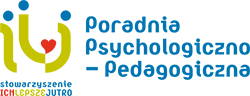 Poradnia
Psychologiczno
– Pedagogiczna
stowarzyszenie
ICHLEPSZEJUTRO